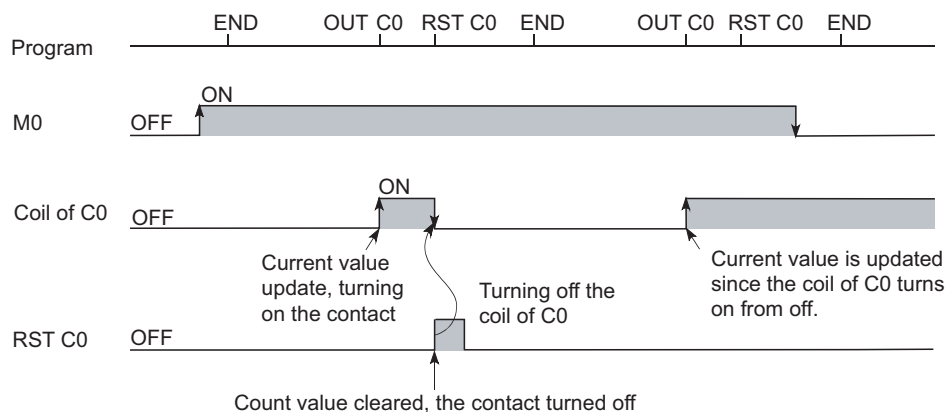 END OUT C0 RST C0 END OUT C0 RST C0 END
Program
ON
M0 OFF
ON
Coil of C0 OFF
Current value
update, turning
on the contact
Turning off the
coil of C0
Current value is updated
since the coil of C0 turns
on from off.
RST C0 OFF
Count value cleared, the contact turned off